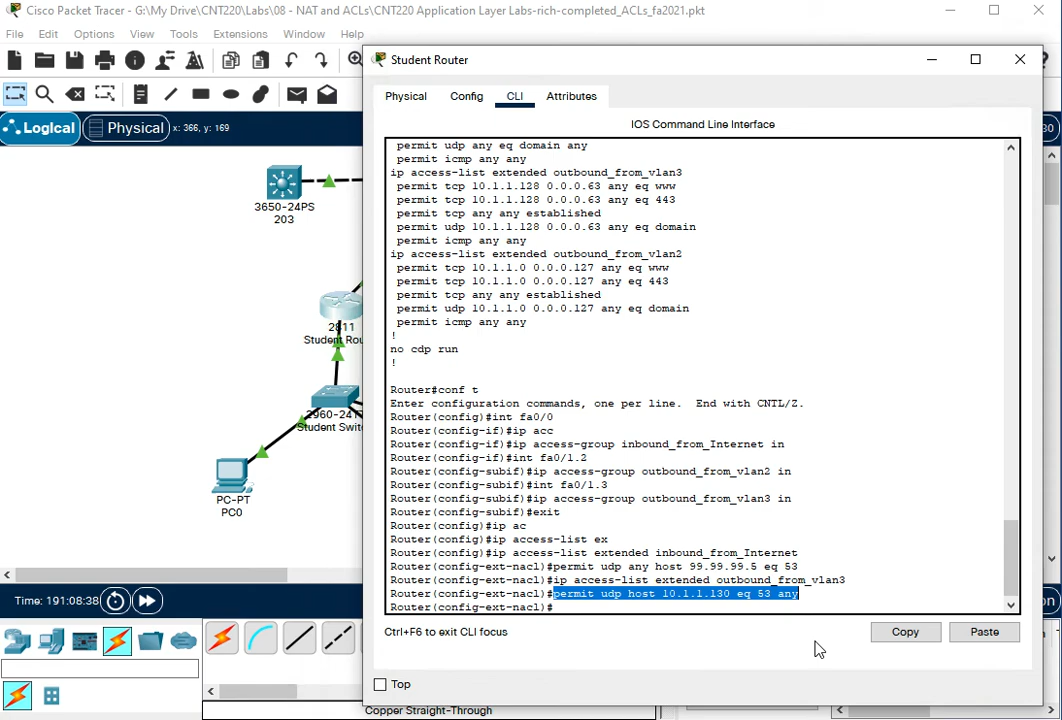 Cisco Packet Tracer - G:\My Drive\CNT220\Labs\08 - NAT and ACLs\CNT220 Application Layer Labs-rich-completed_ACLs_fa2021.pkt
File Edit Options View Tools Extensions Window Help
Logical Physical x: 366, y: 169
3650-24PS
203
2811
Student Rou
2960-24T
Student Swit
PC-PT
PC0
Time: 191:08:38
Copper Straight-Through
Student Router
Physical Config CLI Attributes
IOS Command Line Interface
permit udp any eq domain any
permit icmp any any
ip access-list extended outbound_from_vlan3
permit tcp 10.1.1.128 0.0.0.63 any eq www
permit tcp 10.1.1.128 0.0.0.63 any eq 443
permit tcp any any established
permit udp 10.1.1.128 0.0.0.63 any eq domain
permit icmp any any
ip access-list extended outbound_from_vlan2
permit tcp 10.1.1.0 0.0.0.127 any eq www
permit tcp 10.1.1.0 0.0.0.127 any eq 443
permit tcp any any established
permit udp 10.1.1.0 0.0.0.127 any eq domain
permit icmp any any
!
no cdp run
!
Router#conf t
Enter configuration commands, one per line. End with CNTL/Z.
Router(config)#int fa0/0
Router(config-if)#ip acc
Router(config-if)#ip access-group inbound_from_Internet in
Router(config-if)#int fa0/1.2
Router(config-subif)#ip access-group outbound_from_vlan2 in
Router(config-subif)#int fa0/1.3
Router(config-subif)#ip access-group outbound_from_vlan3 in
Router(config-subif)#exit
Router(config)#ip ac
Router(config)#ip access-list ex
Router(config)#ip access-list extended inbound_from_Internet
Router(config-ext-nacl)#permit udp any host 99.99.99.5 eq 53
Router(config-ext-nacl)#ip access-list extended outbound_from_vlan3
Router(config-ext-nacl)#permit udp host 10.1.1.130 eq 53 any
Router(config-ext-nacl)#
Ctrl+F6 to exit CLI focus
Copy Paste
Top